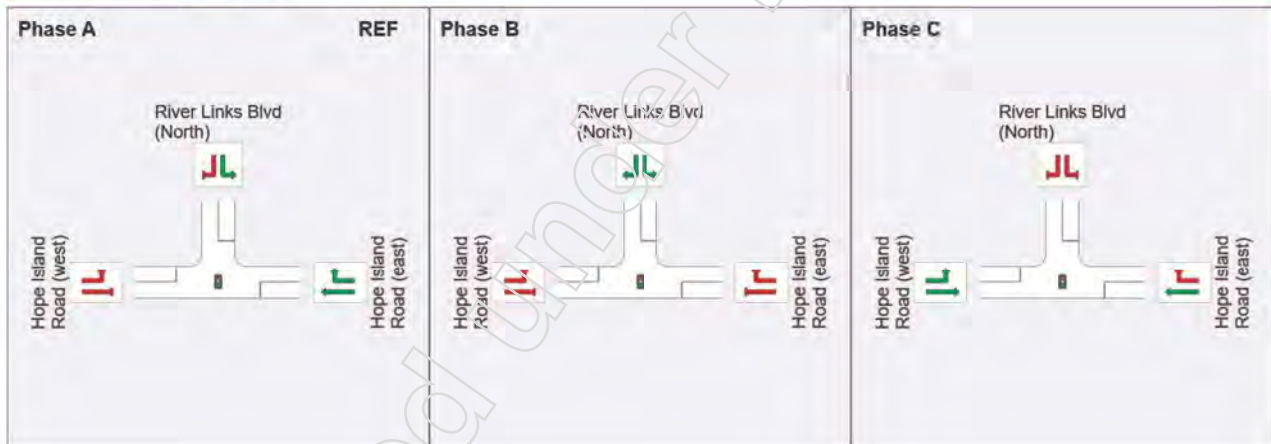 Phase A
REF
River Links Blvd
(North)
Hope Island
Road (west)
Hope Island
Road (east)
Phase B
River Links Blvd
(North)
Hope Island
Road (west)
Hope Island
Road (east)
Phase C
River Links Blvd
(North)
Hope Island
Road (west)
Hope Island
Road (east)
d under